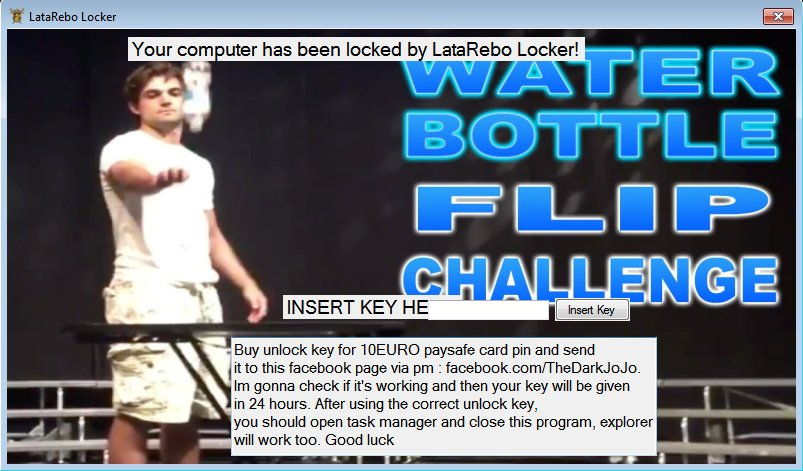 LataRebo Locker
Your computer has been locked by LataRebo Locker!
WATER
BOTTLE
FLIP
CHALLENGE
INSERT KEY HE
Insert Key
Buy unlock key for 10EURO paysafe card pin and send
it to this facebook page via pm : facebook.com/TheDarkJoJo.
Im gonna check if it's working and then your key will be given
in 24 hours. After using the correct unlock key,
you should open task manager and close this program, explorer
will work too. Good luck